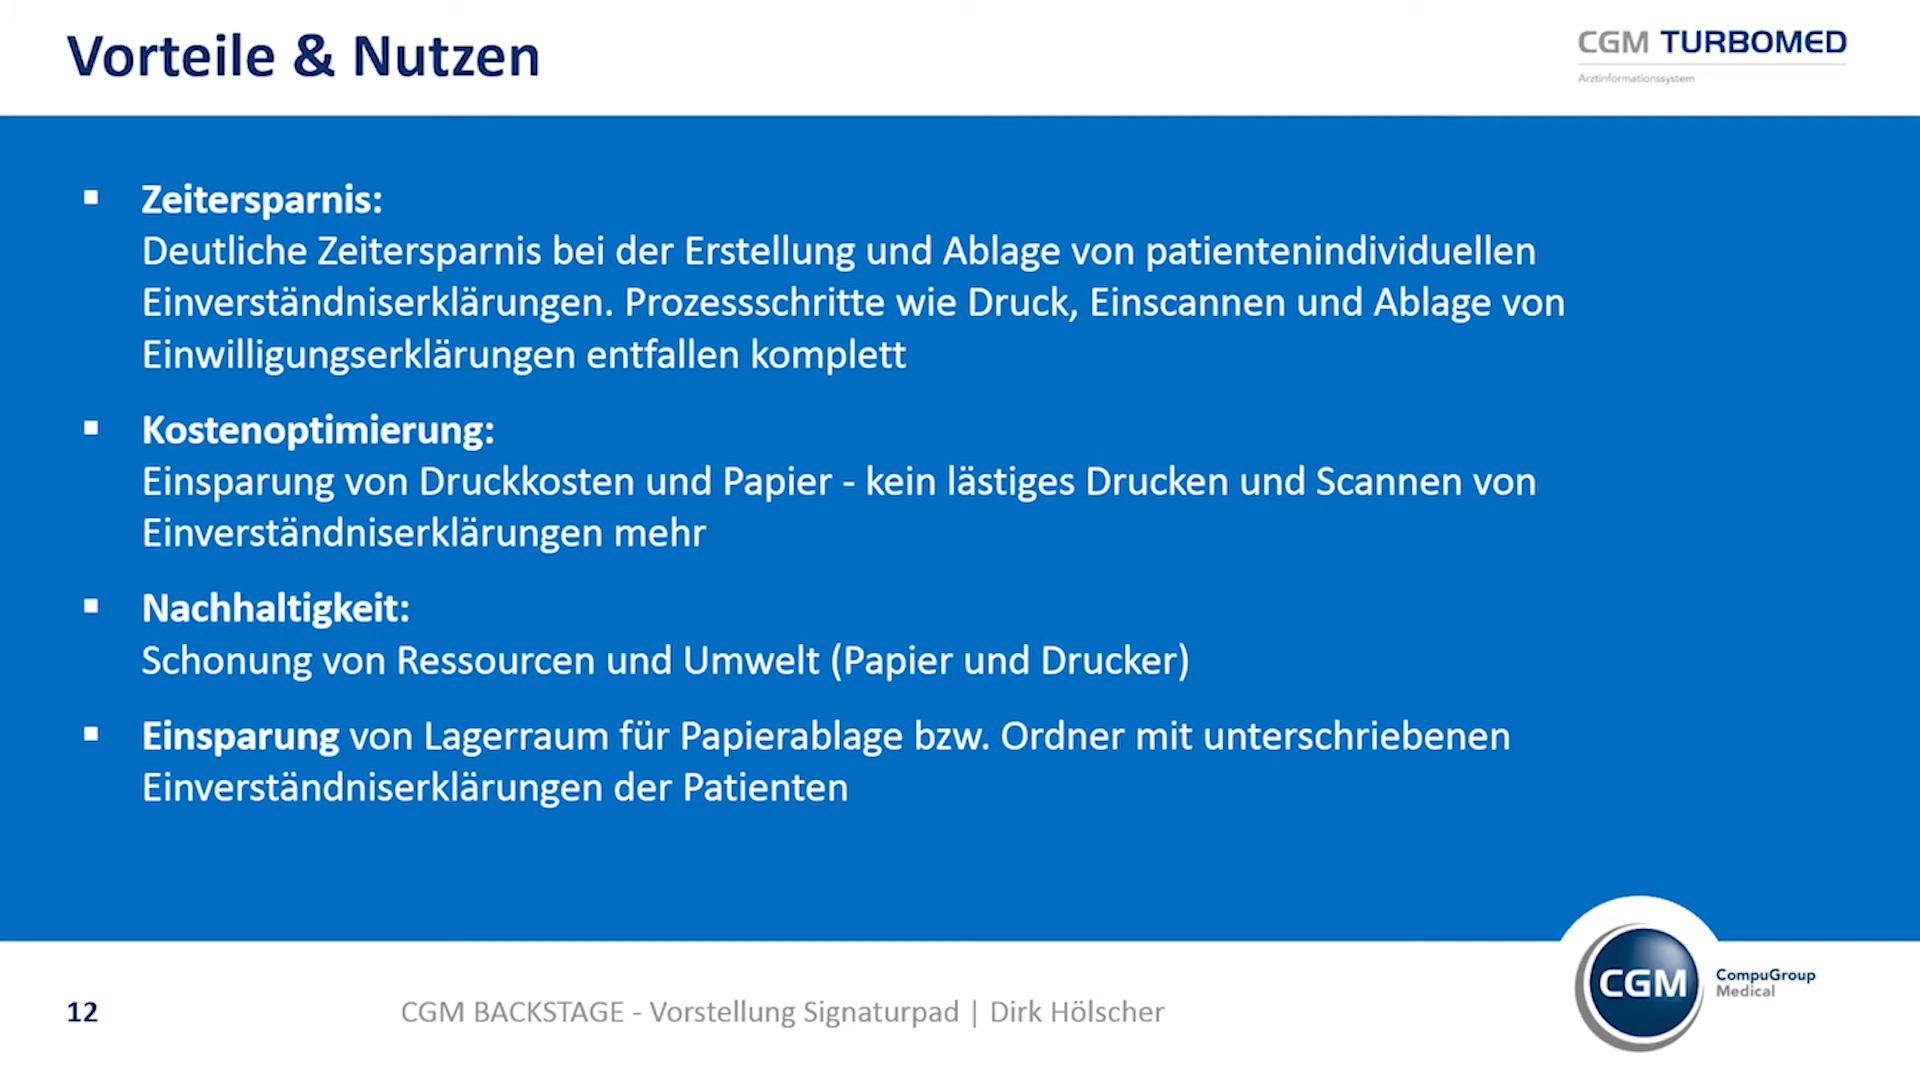 Vorteile & Nutzen
CGM TURBOMED
Arztinformationssystem
▪ Zeitersparnis:
Deutliche Zeitersparnis bei der Erstellung und Ablage von patientenindividuellen
Einverständniserklärungen. Prozessschritte wie Druck, Einscannen und Ablage von
Einwilligungserklärungen entfallen komplett
▪ Kostenoptimierung:
Einsparung von Druckkosten und Papier - kein lästiges Drucken und Scannen von
Einverständniserklärungen mehr
▪ Nachhaltigkeit:
Schonung von Ressourcen und Umwelt (Papier und Drucker)
▪ Einsparung von Lagerraum für Papierablage bzw. Ordner mit unterschriebenen
Einverständniserklärungen der Patienten
12
CGM BACKSTAGE - Vorstellung Signaturpad | Dirk Hölscher
CGM
CompuGroup
Medical